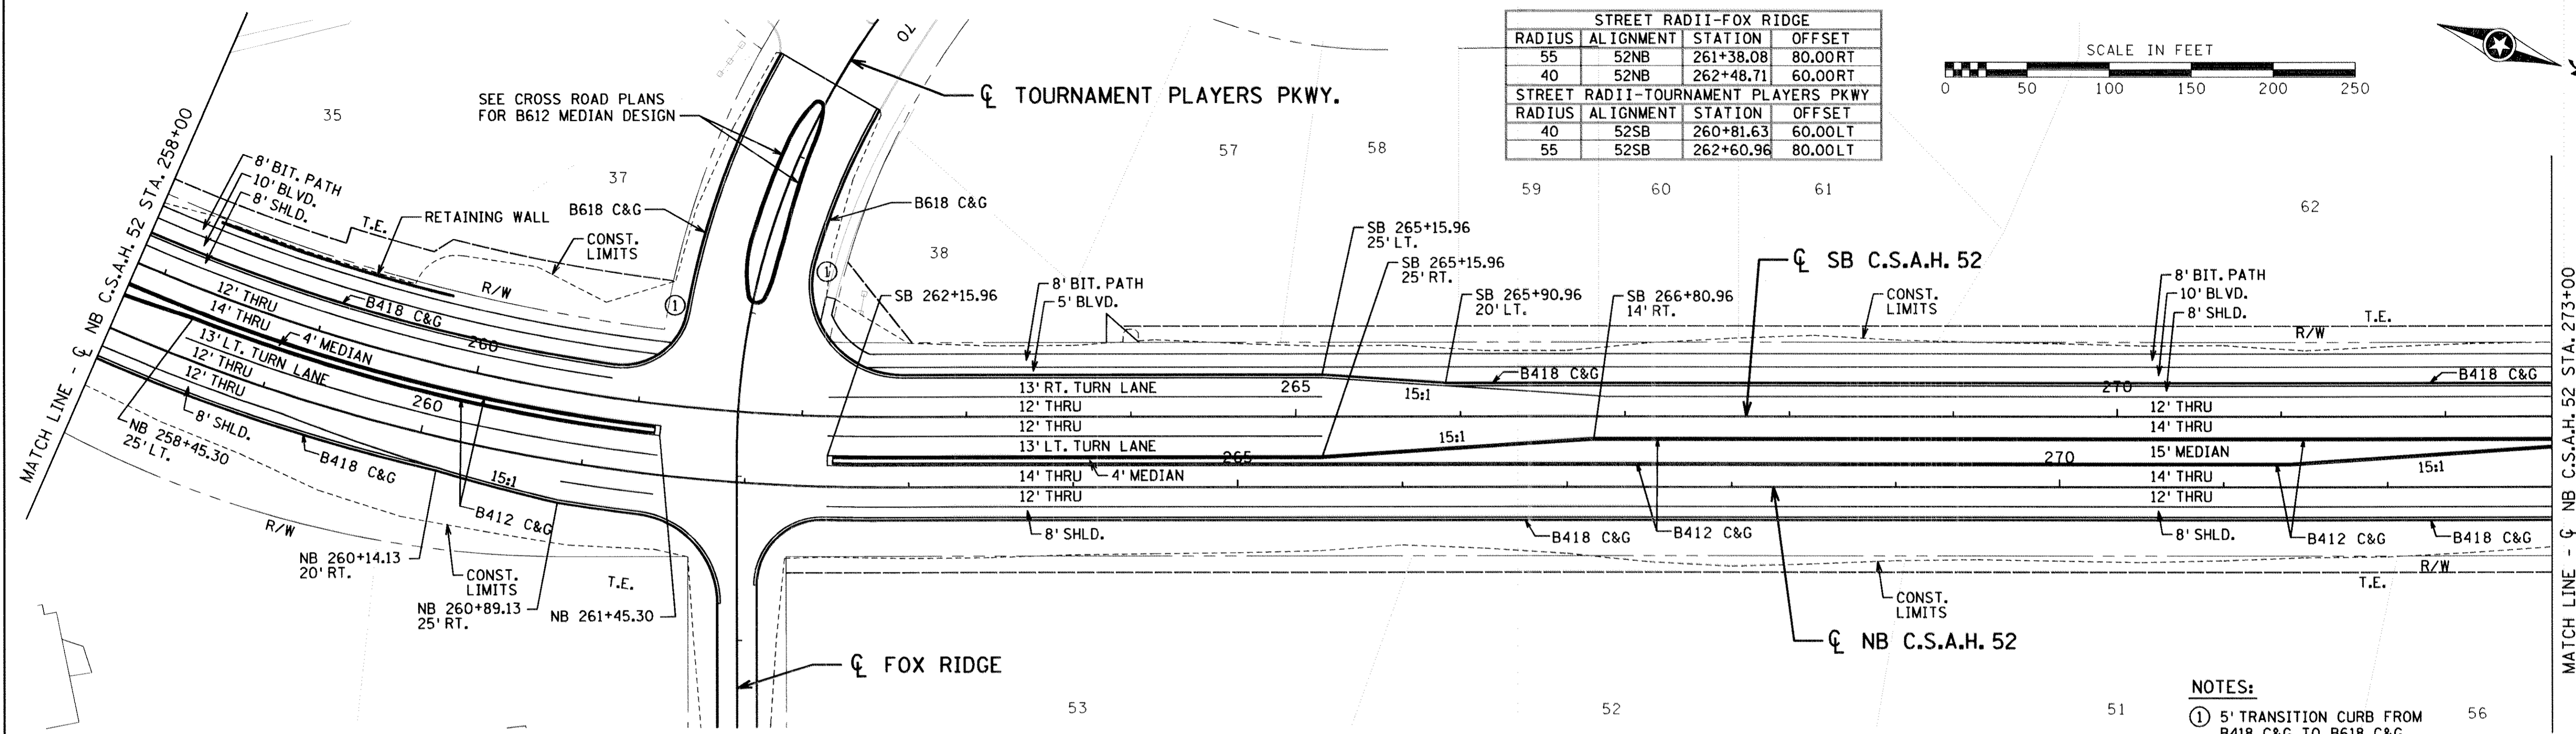 STREET RADII-FOX RIDGE
RADIUS ALIGNMENT STATION OFFSET
55 52NB 261+38.08 80.00RT
40 52NB 262+48.71 60.00RT
STREET RADII-TOURNAMENT PLAYERS PKWY
RADIUS ALIGNMENT STATION OFFSET
40 52SB 260+81.63 60.00LT
55 52SB 262+60.96 80.00LT
SCALE IN FEET
0 50 100 150 200 250
70
℄ TOURNAMENT PLAYERS PKWY.
SEE CROSS ROAD PLANS
FOR B612 MEDIAN DESIGN
35
37
57
58
59
60
61
62
38
MATCH LINE - ℄ NB C.S.A.H. 52 STA. 258+00
8' BIT. PATH
10' BLVD.
8' SHLD.
T.E.
RETAINING WALL
B618 C&G
CONST.
LIMITS
R/W
①
①
B618 C&G
12' THRU
14' THRU
B418 C&G
4' MEDIAN
260
13' LT. TURN LANE
12' THRU
12' THRU
260
8' SHLD.
NB 258+45.30
25' LT.
B418 C&G
15:1
B412 C&G
R/W
NB 260+14.13
20' RT.
CONST.
LIMITS
NB 260+89.13
25' RT.
T.E.
NB 261+45.30
SB 262+15.96
8' BIT. PATH
5' BLVD.
SB 265+15.96
25' LT.
SB 265+15.96
25' RT.
SB 265+90.96
20' LT.
SB 266+80.96
14' RT.
℄ SB C.S.A.H. 52
CONST.
LIMITS
8' BIT. PATH
10' BLVD.
8' SHLD.
T.E.
R/W
13' RT. TURN LANE
265
B418 C&G
270
B418 C&G
15:1
12' THRU
12' THRU
12' THRU
14' THRU
13' LT. TURN LANE
15:1
265
270
15' MEDIAN
15:1
14' THRU
4' MEDIAN
14' THRU
12' THRU
12' THRU
8' SHLD.
B418 C&G
B412 C&G
8' SHLD.
B412 C&G
B418 C&G
R/W
T.E.
CONST.
LIMITS
℄ NB C.S.A.H. 52
℄ FOX RIDGE
53
52
51
56
MATCH LINE - ℄ NB C.S.A.H. 52 STA. 273+00
NOTES:
① 5' TRANSITION CURB FROM
B418 C&G TO B618 C&G